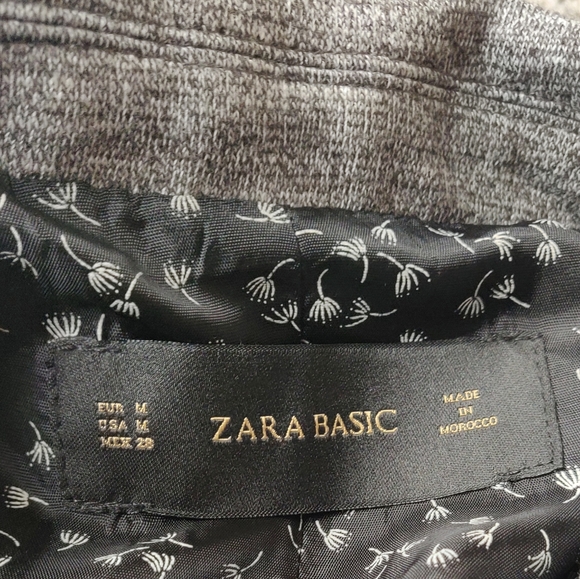 EUR M
USA M
MEX 28
ZARA BASIC
MADE
IN
MOROCCO